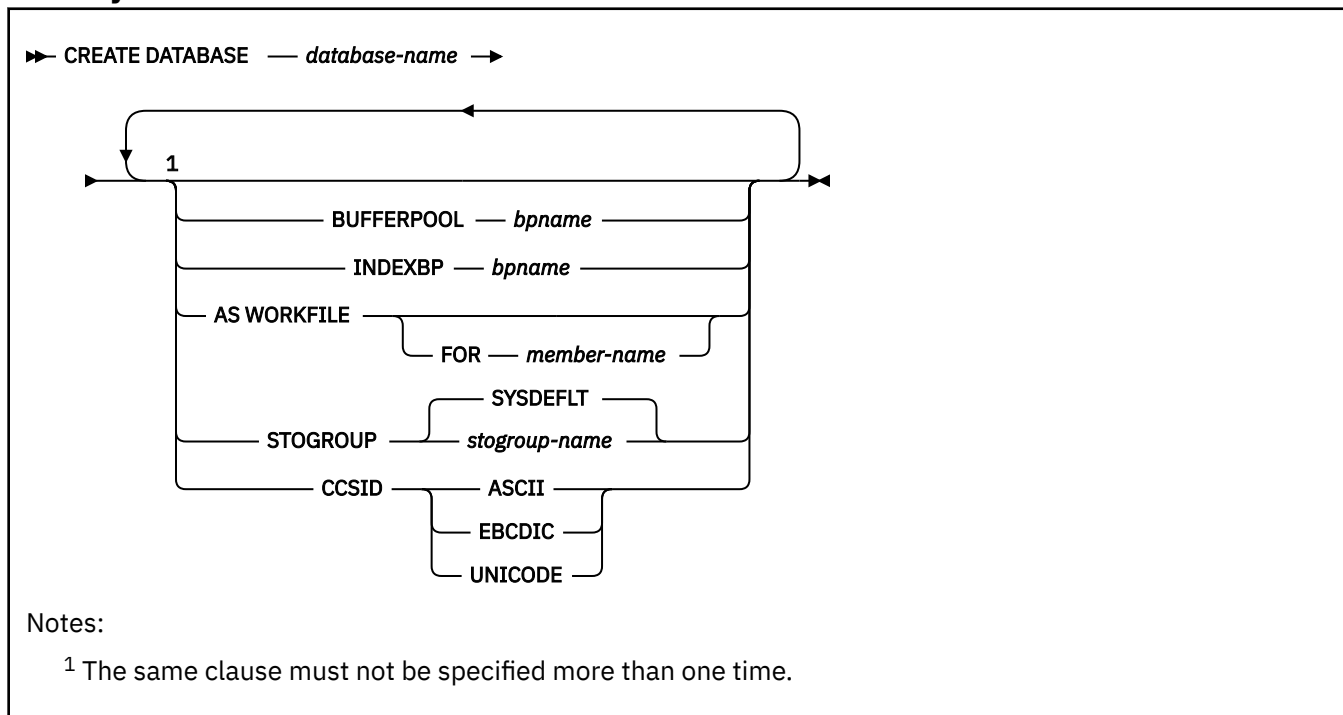 CREATE DATABASE database-name
1
BUFFERPOOL bpname
INDEXBP bpname
AS WORKFILE
FOR member-name
SYSDEFLT
STOGROUP stogroup-name
CCSID ASCII
EBCDIC
UNICODE
Notes:
1 The same clause must not be specified more than one time.